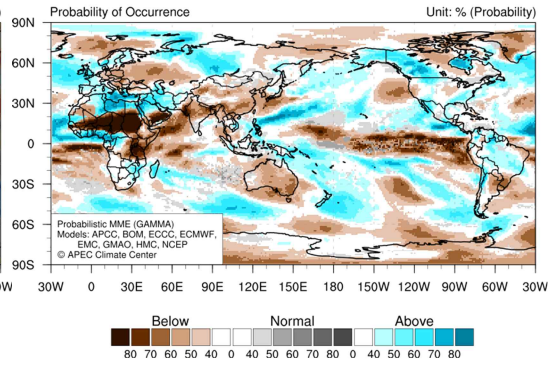 Probability of Occurrence Unit: % (Probability)
90N
60N
30N
0
30S
60S
90S
Probabilistic MME (GAMMA)
Models: APCC, BOM, ECCC, ECMWF,
EMC, GMAO, HMC, NCEP
© APEC Climate Center
0W 30W 0 30E 60E 90E 120E 150E 180 150W 120W 90W 60W 30W
Below Normal Above
80 70 60 50 40 0 40 50 60 70 80 0 40 50 60 70 80